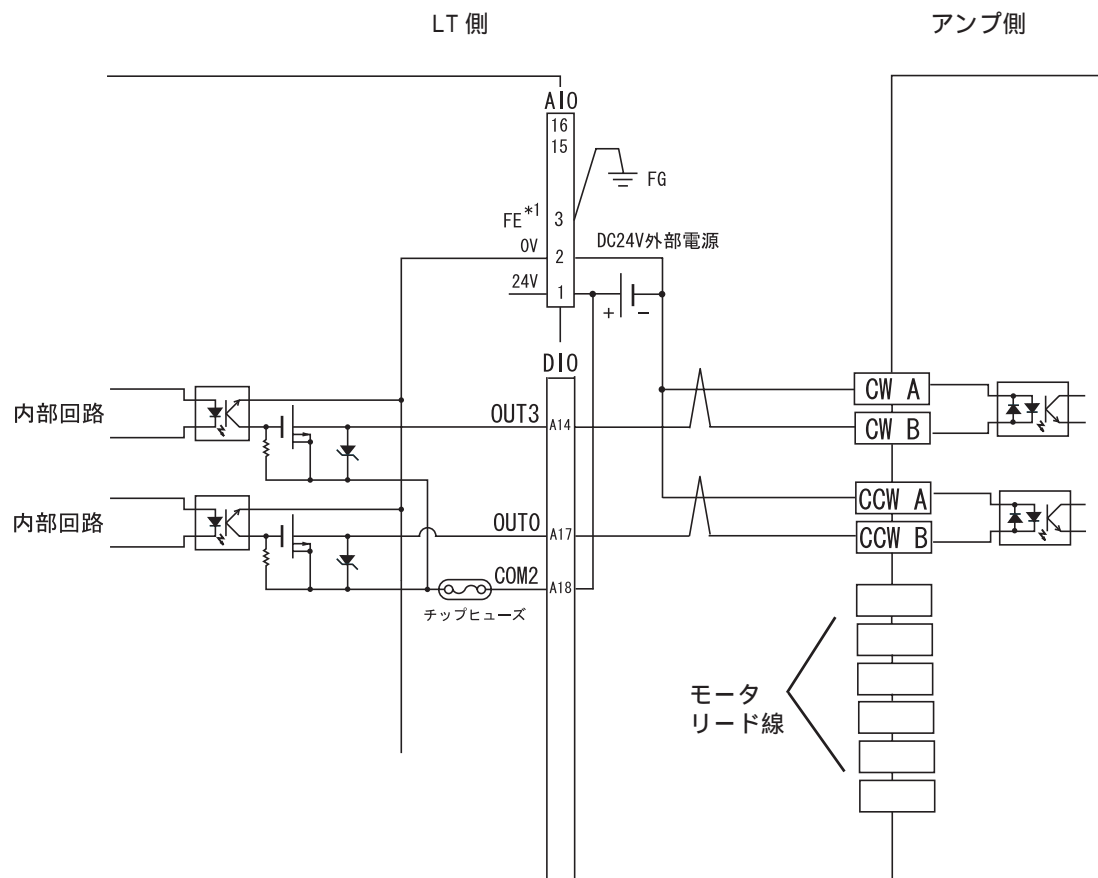 LT 側
アンプ側
AIO
16
15
FG
FE*1
3
0V
2
DC24V外部電源
24V
1
+
−
DIO
内部回路
OUT3
A14
CW A
CW B
内部回路
OUT0
A17
CCW A
CCW B
COM2
A18
チップヒューズ
モータ
リード線